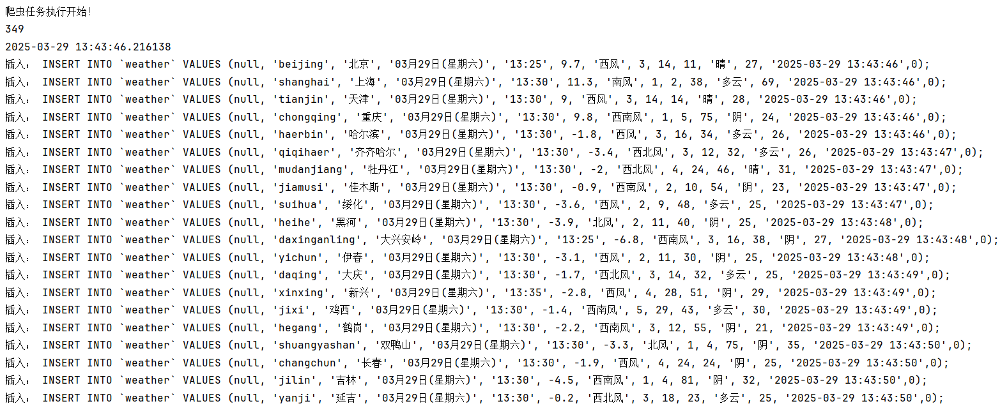 爬虫任务执行开始!
349
2025-03-29 13:43:46.216138
插入: INSERT INTO `weather` VALUES (null, 'beijing', '北京', '03月29日(星期六)', '13:25', 9.7, '西风', 3, 14, 11, '晴', 27, '2025-03-29 13:43:46',0);
插入: INSERT INTO `weather` VALUES (null, 'shanghai', '上海', '03月29日(星期六)', '13:30', 11.3, '南风', 1, 2, 38, '多云', 69, '2025-03-29 13:43:46',0);
插入: INSERT INTO `weather` VALUES (null, 'tianjin', '天津', '03月29日(星期六)', '13:30', 9, '西风', 3, 14, 14, '晴', 28, '2025-03-29 13:43:46',0);
插入: INSERT INTO `weather` VALUES (null, 'chongqing', '重庆', '03月29日(星期六)', '13:30', 9.8, '西南风', 1, 5, 75, '阴', 24, '2025-03-29 13:43:46',0);
插入: INSERT INTO `weather` VALUES (null, 'haerbin', '哈尔滨', '03月29日(星期六)', '13:30', -1.8, '西风', 3, 16, 34, '多云', 26, '2025-03-29 13:43:46',0);
插入: INSERT INTO `weather` VALUES (null, 'qiqihaer', '齐齐哈尔', '03月29日(星期六)', '13:30', -3.4, '西北风', 3, 12, 32, '多云', 26, '2025-03-29 13:43:47',0);
插入: INSERT INTO `weather` VALUES (null, 'mudanjiang', '牡丹江', '03月29日(星期六)', '13:30', -2, '西北风', 4, 24, 46, '晴', 31, '2025-03-29 13:43:47',0);
插入: INSERT INTO `weather` VALUES (null, 'jiamusi', '佳木斯', '03月29日(星期六)', '13:30', -0.9, '西南风', 2, 10, 54, '阴', 23, '2025-03-29 13:43:47',0);
插入: INSERT INTO `weather` VALUES (null, 'suihua', '绥化', '03月29日(星期六)', '13:30', -3.6, '西风', 2, 9, 48, '多云', 25, '2025-03-29 13:43:47',0);
插入: INSERT INTO `weather` VALUES (null, 'heihe', '黑河', '03月29日(星期六)', '13:30', -3.9, '北风', 2, 11, 40, '阴', 25, '2025-03-29 13:43:48',0);
插入: INSERT INTO `weather` VALUES (null, 'daxinganling', '大兴安岭', '03月29日(星期六)', '13:25', -6.8, '西南风', 3, 16, 38, '阴', 27, '2025-03-29 13:43:48',0);
插入: INSERT INTO `weather` VALUES (null, 'yichun', '伊春', '03月29日(星期六)', '13:30', -3.1, '西风', 2, 11, 30, '阴', 25, '2025-03-29 13:43:48',0);
插入: INSERT INTO `weather` VALUES (null, 'daqing', '大庆', '03月29日(星期六)', '13:30', -1.7, '西北风', 3, 14, 32, '多云', 25, '2025-03-29 13:43:49',0);
插入: INSERT INTO `weather` VALUES (null, 'xinxing', '新兴', '03月29日(星期六)', '13:35', -2.8, '西风', 4, 28, 51, '阴', 29, '2025-03-29 13:43:49',0);
插入: INSERT INTO `weather` VALUES (null, 'jixi', '鸡西', '03月29日(星期六)', '13:30', -1.4, '西南风', 5, 29, 43, '多云', 30, '2025-03-29 13:43:49',0);
插入: INSERT INTO `weather` VALUES (null, 'hegang', '鹤岗', '03月29日(星期六)', '13:30', -2.2, '西南风', 3, 12, 55, '阴', 21, '2025-03-29 13:43:49',0);
插入: INSERT INTO `weather` VALUES (null, 'shuangyashan', '双鸭山', '03月29日(星期六)', '13:30', -3.3, '北风', 1, 4, 75, '阴', 35, '2025-03-29 13:43:50',0);
插入: INSERT INTO `weather` VALUES (null, 'changchun', '长春', '03月29日(星期六)', '13:30', -1.9, '西风', 4, 24, 24, '阴', 25, '2025-03-29 13:43:50',0);
插入: INSERT INTO `weather` VALUES (null, 'jilin', '吉林', '03月29日(星期六)', '13:30', -4.5, '西南风', 1, 4, 81, '阴', 32, '2025-03-29 13:43:50',0);
插入: INSERT INTO `weather` VALUES (null, 'yanji', '延吉', '03月29日(星期六)', '13:30', -0.2, '西北风', 3, 18, 23, '多云', 25, '2025-03-29 13:43:50',0);